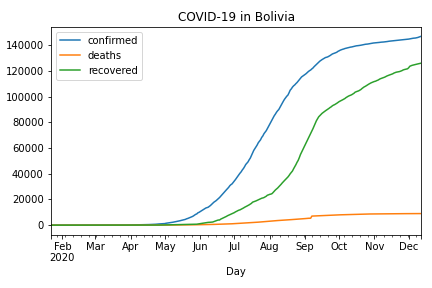 COVID-19 in Bolivia
confirmed
deaths
recovered
140000
120000
100000
80000
60000
40000
20000
0
Feb Mar Apr May Jun Jul Aug Sep Oct Nov Dec
2020
Day